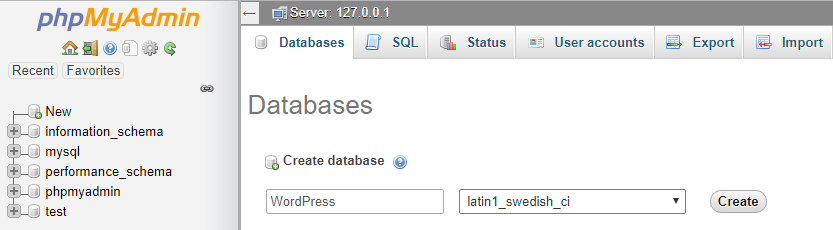 phpMyAdmin
Recent Favorites
New
information_schema
mysql
performance_schema
phpmyadmin
test
Server: 127.0.0.1
Databases SQL Status User accounts Export Import
Databases
Create database
WordPress latin1_swedish_ci Create